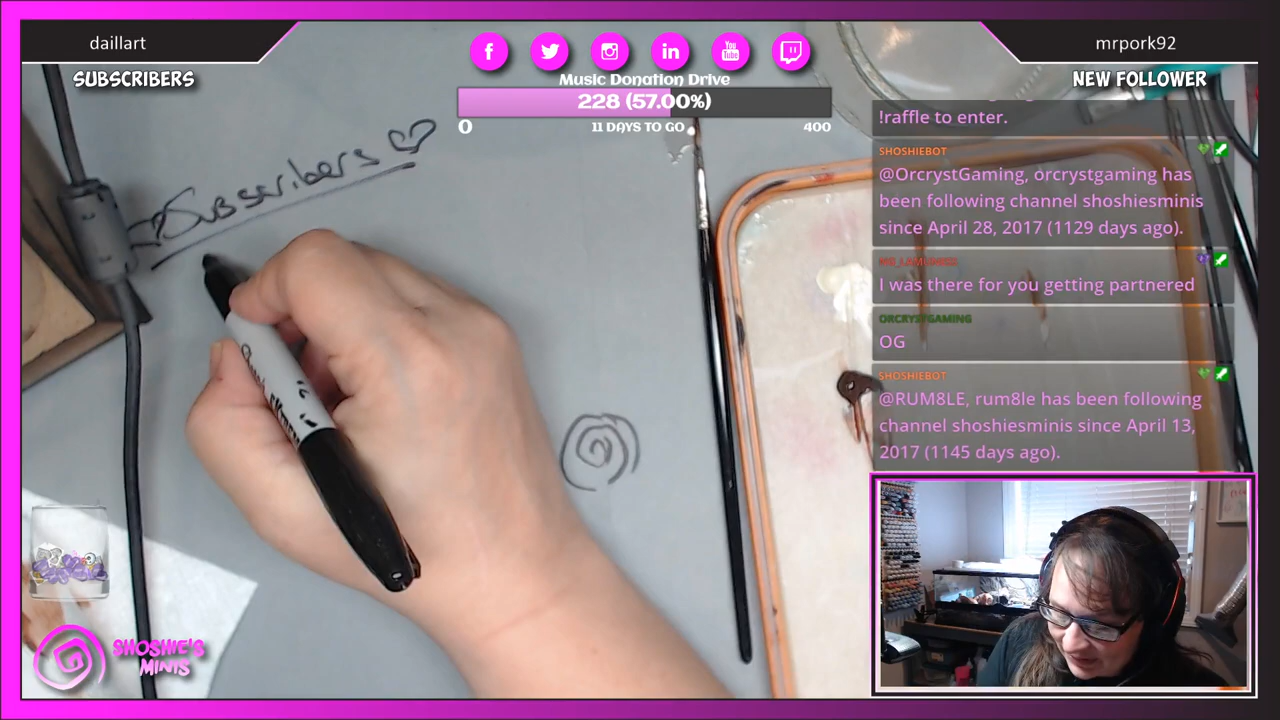 daillart
SUBSCRIBERS
Music Donation Drive
228 (57.00%)
0
11 DAYS TO GO
400
mrpork92
NEW FOLLOWER
!raffle to enter.
SHOSHIEBOT
@OrcrystGaming, orcrystgaming has
been following channel shoshiesminis
since April 28, 2017 (1129 days ago).
I was there for you getting partnered
ORCRYSTGAMING
OG
SHOSHIEBOT
@RUM8LE, rum8le has been following
channel shoshiesminis since April 13,
2017 (1145 days ago).
Subscribers
SHOSHIE'S
MINIS
f
in
You
Tube